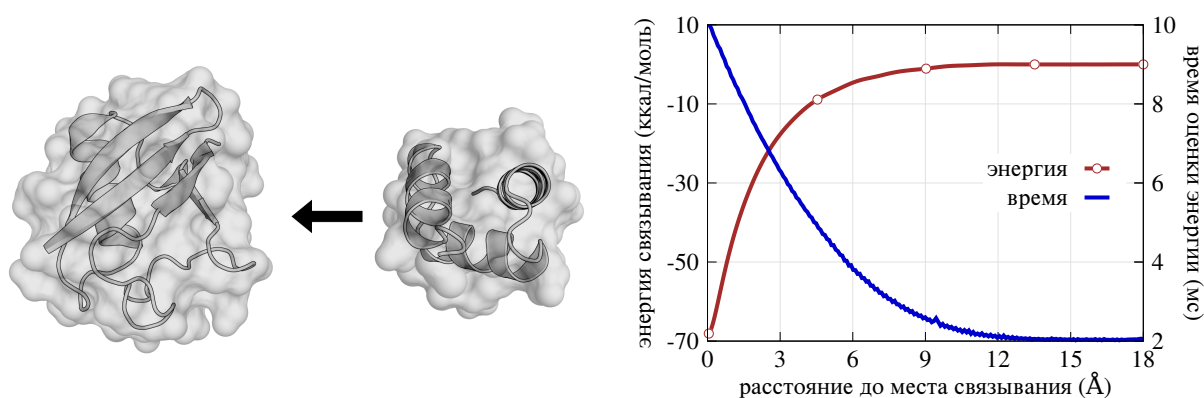 энергия связывания (ккал/моль)
10
-10
-30
-50
-70
0 3 6 9 12 15 18
расстояние до места связывания (Å)
энергия
время
10
8
6
4
2
время оценки энергии (мс)